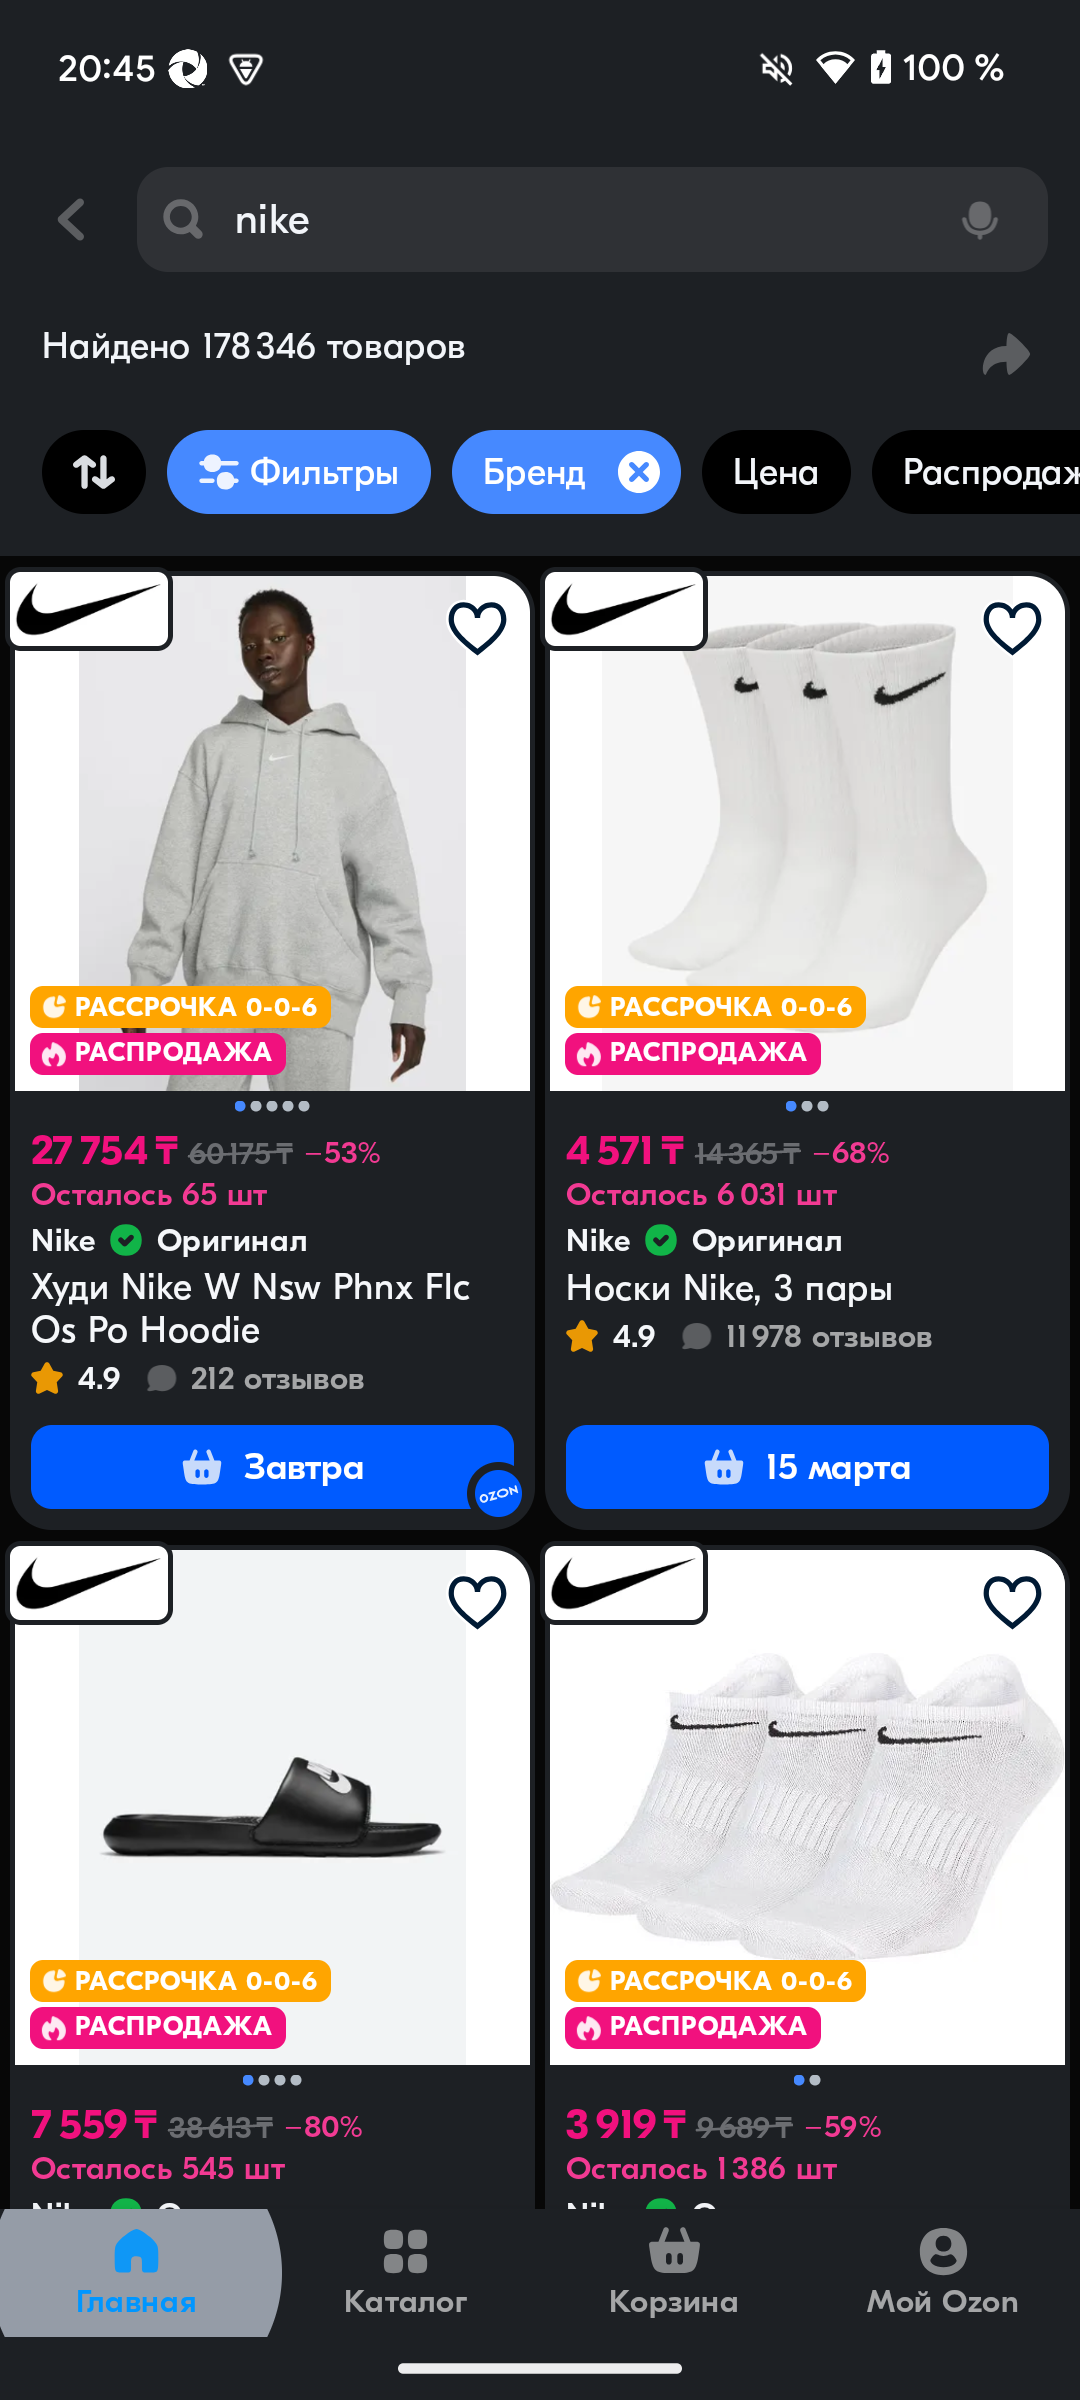 20:45
100 %
nike
Найдено 178 346 товаров
Фильтры
Бренд
Цена
РАССРОЧКА 0-0-6
РАСПРОДАЖА
27 754 ₸ 60 175 ₸ −53%
Осталось 65 шт
Nike Оригинал
Худи Nike W Nsw Phnx Flc
Os Po Hoodie
4.9 212 отзывов
Завтра
OZON
РАССРОЧКА 0-0-6
РАСПРОДАЖА
4 571 ₸ 14 365 ₸ −68%
Осталось 6 031 шт
Nike Оригинал
Носки Nike, 3 пары
4.9 11 978 отзывов
15 марта
РАССРОЧКА 0-0-6
РАСПРОДАЖА
7 559 ₸ 38 613 ₸ −80%
Осталось 545 шт
РАССРОЧКА 0-0-6
РАСПРОДАЖА
3 919 ₸ 9 689 ₸ −59%
Осталось 1 386 шт
Главная
Каталог
Корзина
Мой Ozon